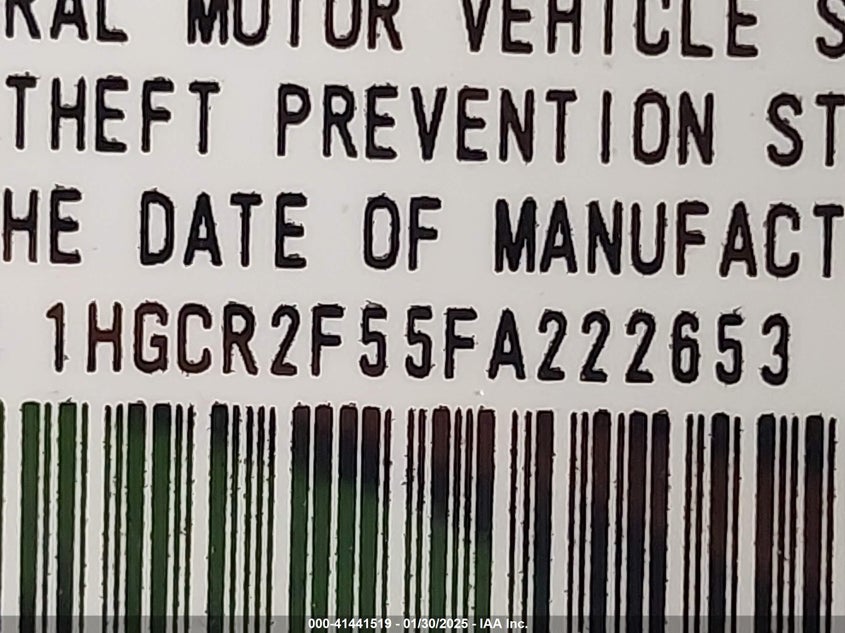 RAL MOTOR VEHICLE S
THEFT PREVENTION ST
HE DATE OF MANUFACT
1HGCR2F55FA222653
000-41441519 - 01/30/2025 - IAA Inc.